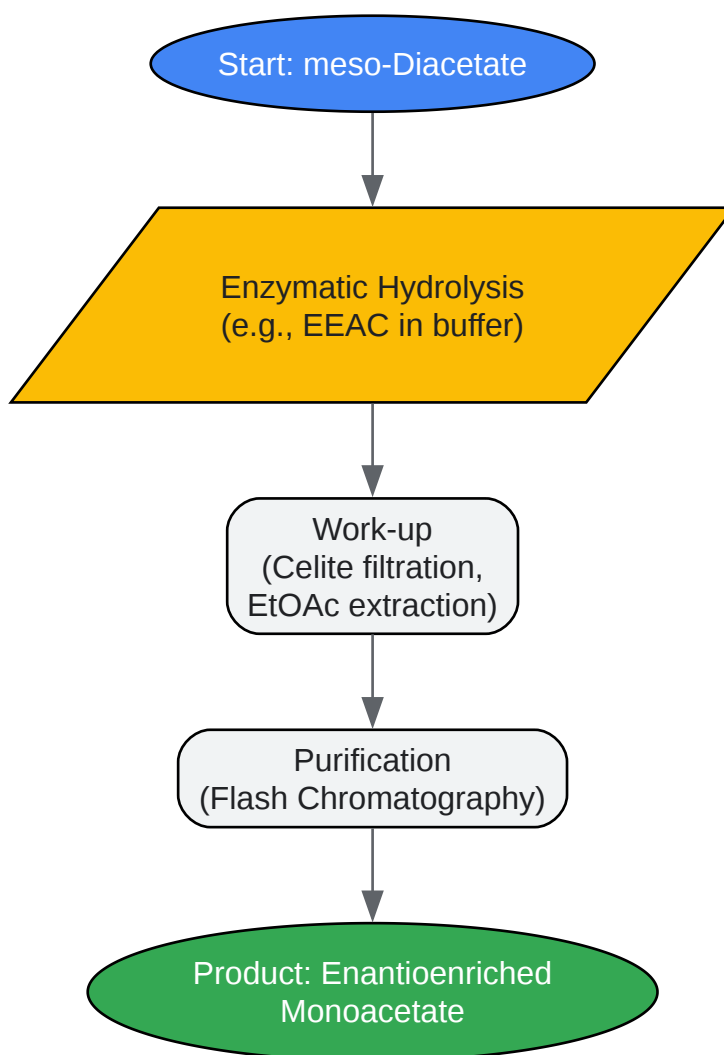 Start: meso-Diacetate
Enzymatic Hydrolysis
(e.g., EEAC in buffer)
Work-up
(Celite filtration,
EtOAc extraction)
Purification
(Flash Chromatography)
Product: Enantioenriched
Monoacetate